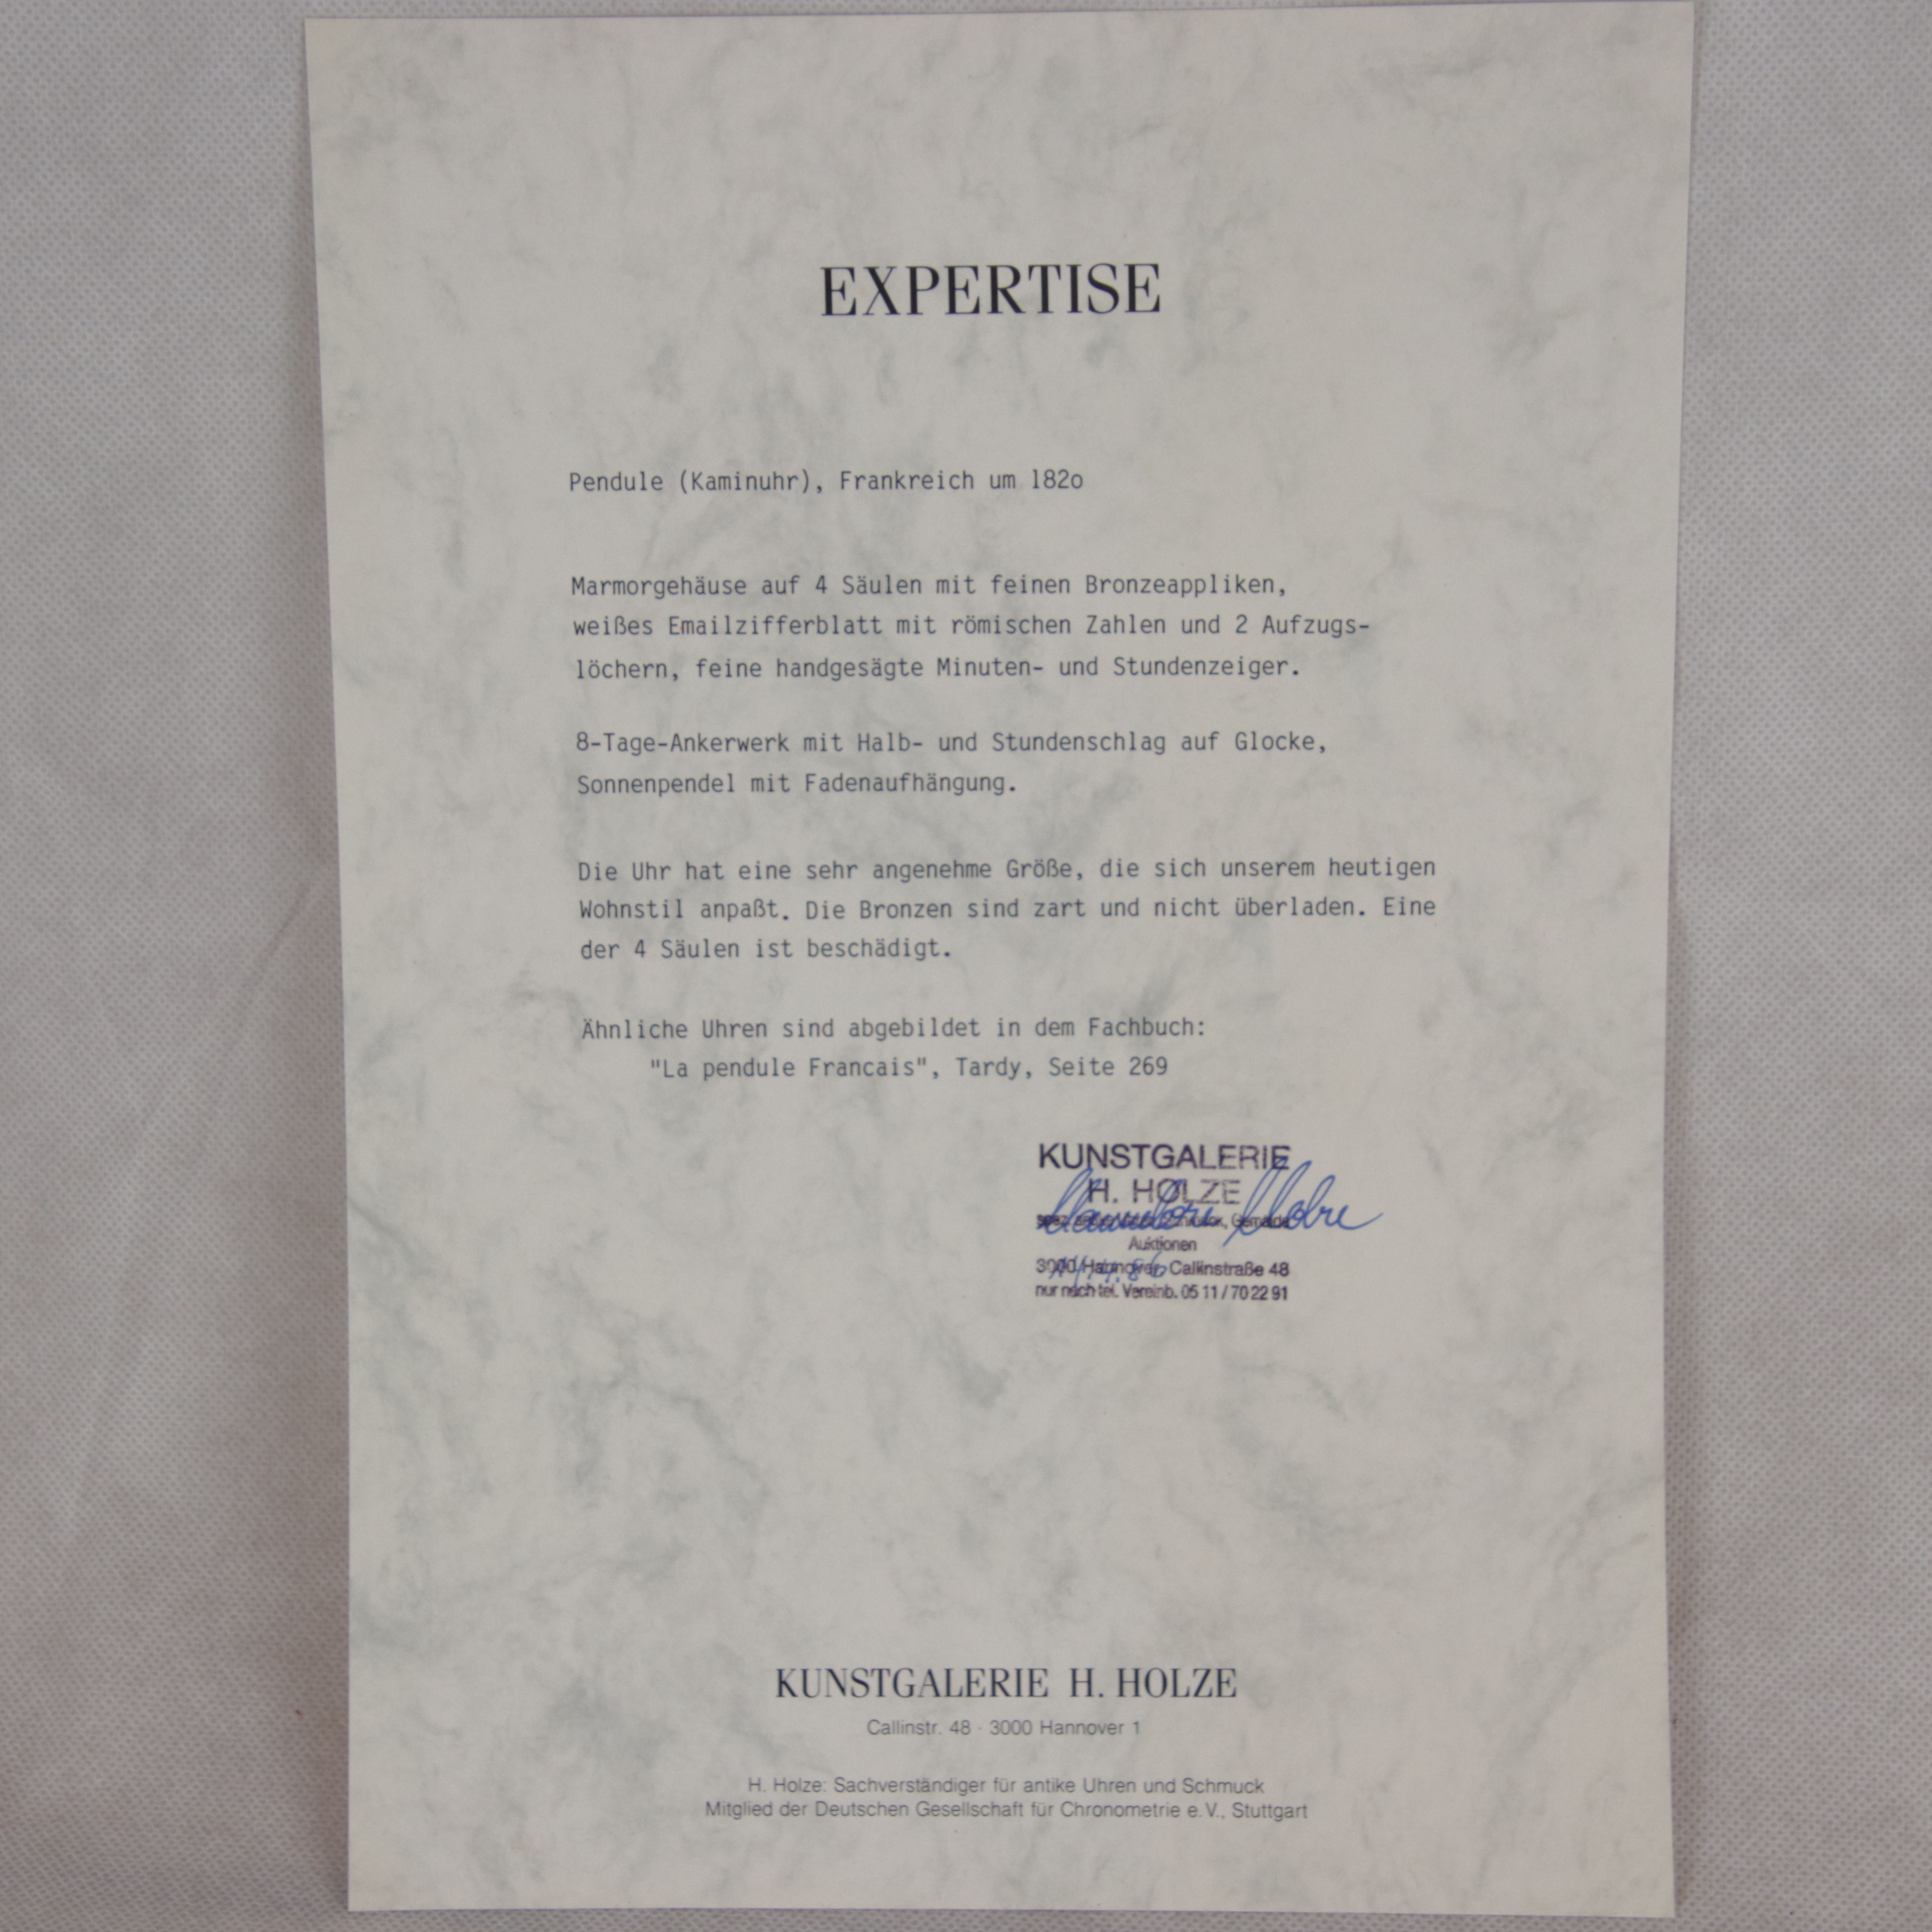 EXPERTISE
Pendule (Kaminuhr), Frankreich um 182o
Marmorgehäuse auf 4 Säulen mit feinen Bronzeappliken,
weißes Emailzifferblatt mit römischen Zahlen und 2 Aufzugs-
löchern, feine handgesägte Minuten- und Stundenzeiger.
8-Tage-Ankerwerk mit Halb- und Stundenschlag auf Glocke,
Sonnenpendel mit Fadenaufhängung.
Die Uhr hat eine sehr angenehme Größe, die sich unserem heutigen
Wohnstil anpaßt. Die Bronzen sind zart und nicht überladen. Eine
der 4 Säulen ist beschädigt.
Ähnliche Uhren sind abgebildet in dem Fachbuch:
"La pendule Francais", Tardy, Seite 269
KUNSTGALERIE
H. HOLZE
Gemälde
Auktionen
3000 Hannover, Callinstraße 48
nur nach tel. Vereinb. 05 11 / 70 22 91
KUNSTGALERIE H. HOLZE
Callinstr. 48 · 3000 Hannover 1
H. Holze: Sachverständiger für antike Uhren und Schmuck
Mitglied der Deutschen Gesellschaft für Chronometrie e.V., Stuttgart